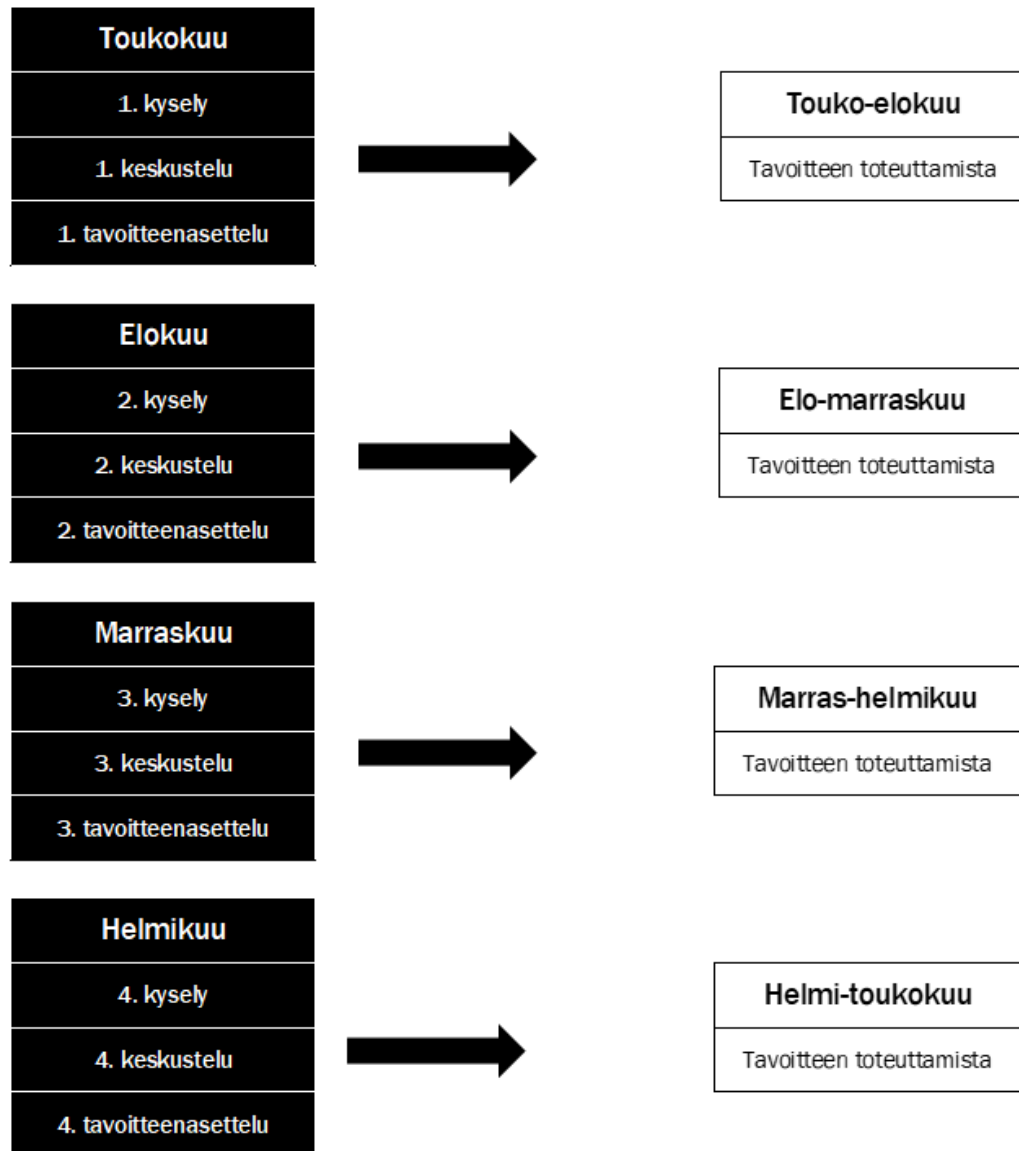 Toukokuu
1. kysely
1. keskustelu
1. tavoitteenasettelu
Touko-elokuu
Tavoitteen toteuttamista
Elokuu
2. kysely
2. keskustelu
2. tavoitteenasettelu
Elo-marraskuu
Tavoitteen toteuttamista
Marraskuu
3. kysely
3. keskustelu
3. tavoitteenasettelu
Marras-helmikuu
Tavoitteen toteuttamista
Helmikuu
4. kysely
4. keskustelu
4. tavoitteenasettelu
Helmi-toukokuu
Tavoitteen toteuttamista